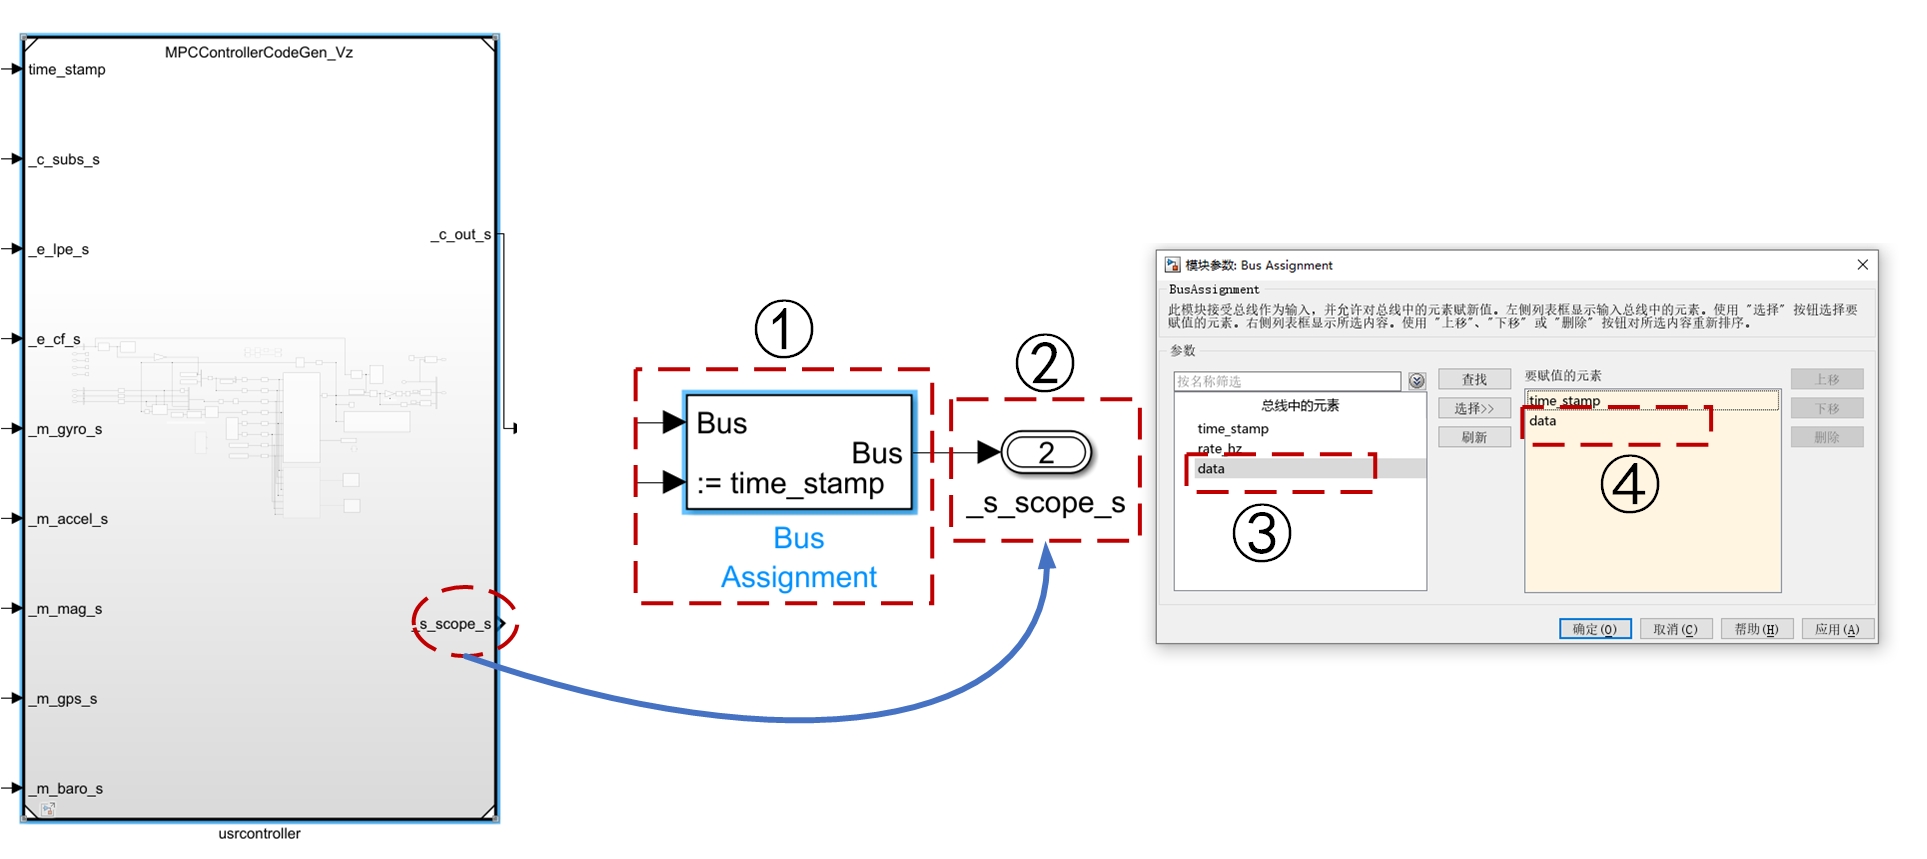 MPCControllerCodeGen_Vz
time_stamp
_c_subs_s
_e_lpe_s
_e_cf_s
_m_gyro_s
_m_accel_s
_m_mag_s
_m_gps_s
_m_baro_s
_c_out_s
_s_scope_s
usrcontroller
①
Bus
:= time_stamp
Bus
Bus
Assignment
②
2
_s_scope_s
模块参数: Bus Assignment
BusAssignment
此模块接受总线作为输入，并允许对总线中的元素赋新值。左侧列表框显示输入总线中的元素。使用 "选择" 按钮选择要
赋值的元素。右侧列表框显示所选内容。使用 "上移"、"下移" 或 "删除" 按钮对所选内容重新排序。
参数
按名称筛选
总线中的元素
time_stamp
rate_hz
data
③
查找
选择>>
刷新
要赋值的元素
time_stamp
data
④
上移
下移
删除
确定(O)
取消(C)
帮助(H)
应用(A)